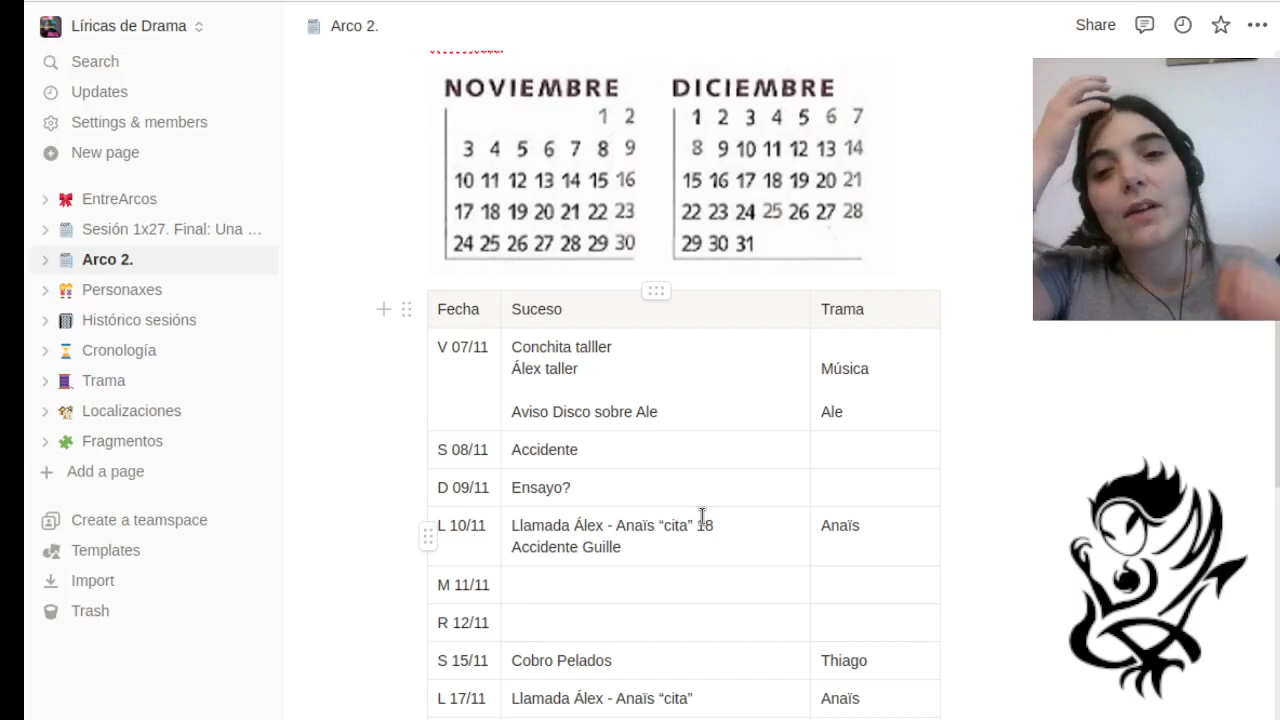 Líricas de Drama
Arco 2.
Share
Search
Updates
Settings & members
New page
EntreArcos
Sesión 1x27. Final: Una ...
Arco 2.
Personaxes
Histórico sesións
Cronología
Trama
Localizaciones
Fragmentos
Add a page
Create a teamspace
Templates
Import
Trash
NOVIEMBRE
1 2
3 4 5 6 7 8 9
10 11 12 13 14 15 16
17 18 19 20 21 22 23
24 25 26 27 28 29 30
DICIEMBRE
1 2 3 4 5 6 7
8 9 10 11 12 13 14
15 16 17 18 19 20 21
22 23 24 25 26 27 28
29 30 31
Fecha Suceso Trama
V 07/11 Conchita talller
Álex taller Música
Aviso Disco sobre Ale Ale
S 08/11 Accidente
D 09/11 Ensayo?
L 10/11 Llamada Álex - Anaïs “cita” 18 Anaïs
Accidente Guille
M 11/11
R 12/11
S 15/11 Cobro Pelados Thiago
L 17/11 Llamada Álex - Anaïs “cita” Anaïs